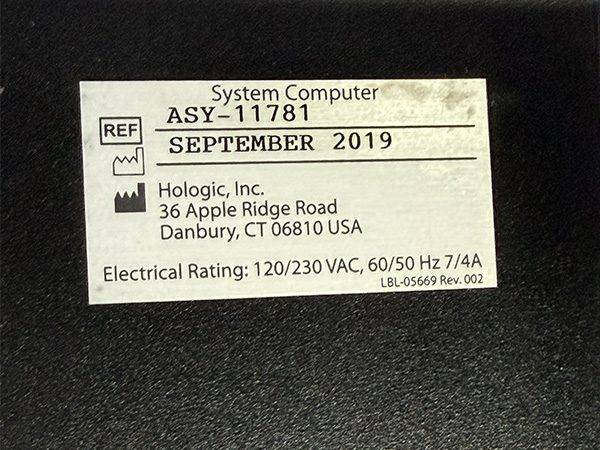 System Computer
REF ASY-11781
SEPTEMBER 2019
Hologic, Inc.
36 Apple Ridge Road
Danbury, CT 06810 USA
Electrical Rating: 120/230 VAC, 60/50 Hz 7/4A
LBL-05669 Rev. 002